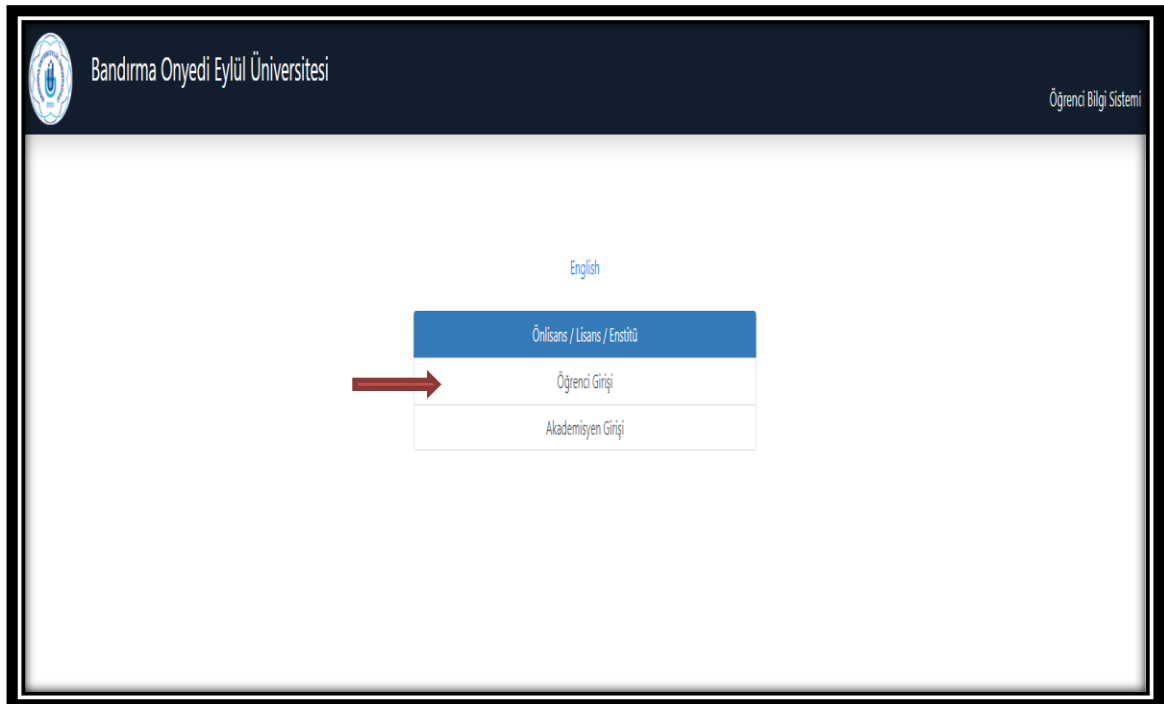 Bandırma Onyedi Eylül Üniversitesi
Öğrenci Bilgi Sistemi
English
Önlisans / Lisans / Enstitü
Öğrenci Girişi
Akademisyen Girişi